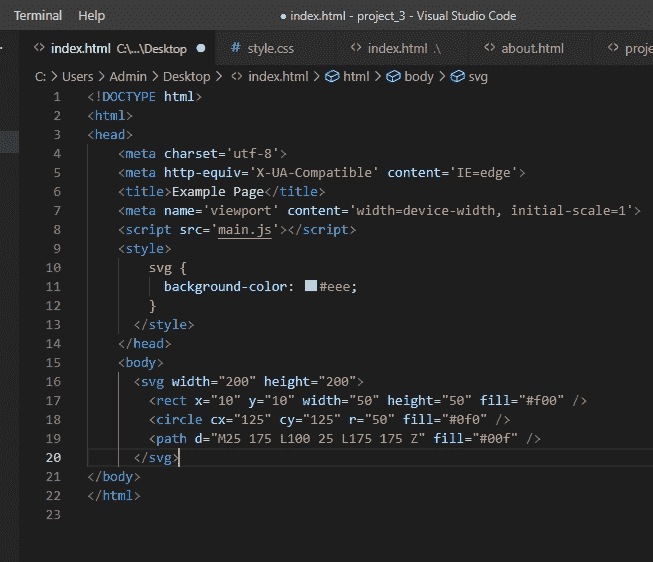 Terminal Help
● index.html - project_3 - Visual Studio Code
<> index.html C:\...\Desktop ● # style.css <> index.html .\ <> about.html <> proje
C: > Users > Admin > Desktop > <> index.html > html > body > svg
1 <!DOCTYPE html>
2 <html>
3 <head>
4     <meta charset='utf-8'>
5     <meta http-equiv='X-UA-Compatible' content='IE=edge'>
6     <title>Example Page</title>
7     <meta name='viewport' content='width=device-width, initial-scale=1'>
8     <script src='main.js'></script>
9     <style>
10         svg {
11           background-color: #eee;
12         }
13       </style>
14     </head>
15     <body>
16       <svg width="200" height="200">
17         <rect x="10" y="10" width="50" height="50" fill="#f00" />
18         <circle cx="125" cy="125" r="50" fill="#0f0" />
19         <path d="M25 175 L100 25 L175 175 Z" fill="#00f" />
20       </svg>
21 </body>
22 </html>
23